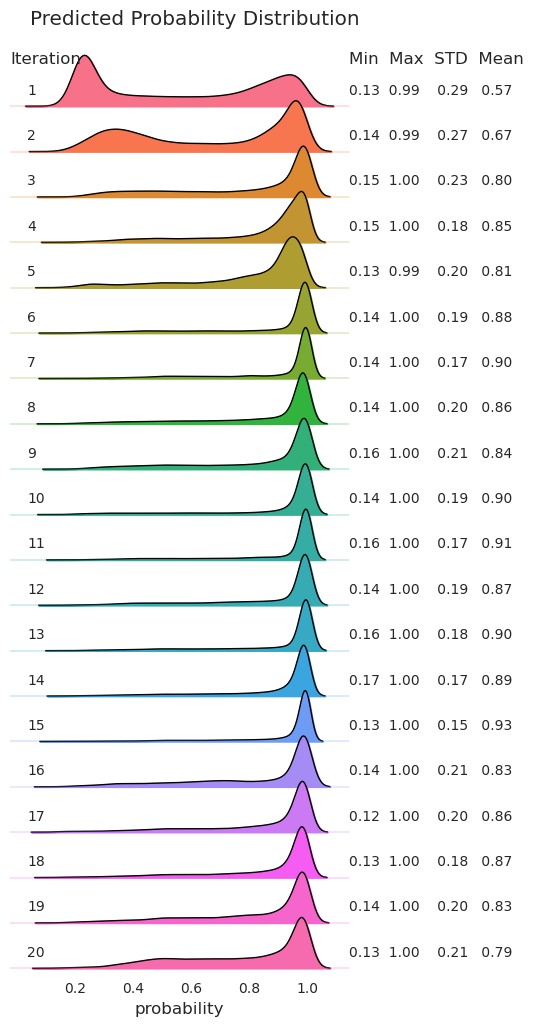 Predicted Probability Distribution
Iteration Min Max STD Mean
1 0.13 0.99 0.29 0.57
2 0.14 0.99 0.27 0.67
3 0.15 1.00 0.23 0.80
4 0.15 1.00 0.18 0.85
5 0.13 0.99 0.20 0.81
6 0.14 1.00 0.19 0.88
7 0.14 1.00 0.17 0.90
8 0.14 1.00 0.20 0.86
9 0.16 1.00 0.21 0.84
10 0.14 1.00 0.19 0.90
11 0.16 1.00 0.17 0.91
12 0.14 1.00 0.19 0.87
13 0.16 1.00 0.18 0.90
14 0.17 1.00 0.17 0.89
15 0.13 1.00 0.15 0.93
16 0.14 1.00 0.21 0.83
17 0.12 1.00 0.20 0.86
18 0.13 1.00 0.18 0.87
19 0.14 1.00 0.20 0.83
20 0.13 1.00 0.21 0.79
0.2 0.4 0.6 0.8 1.0
probability